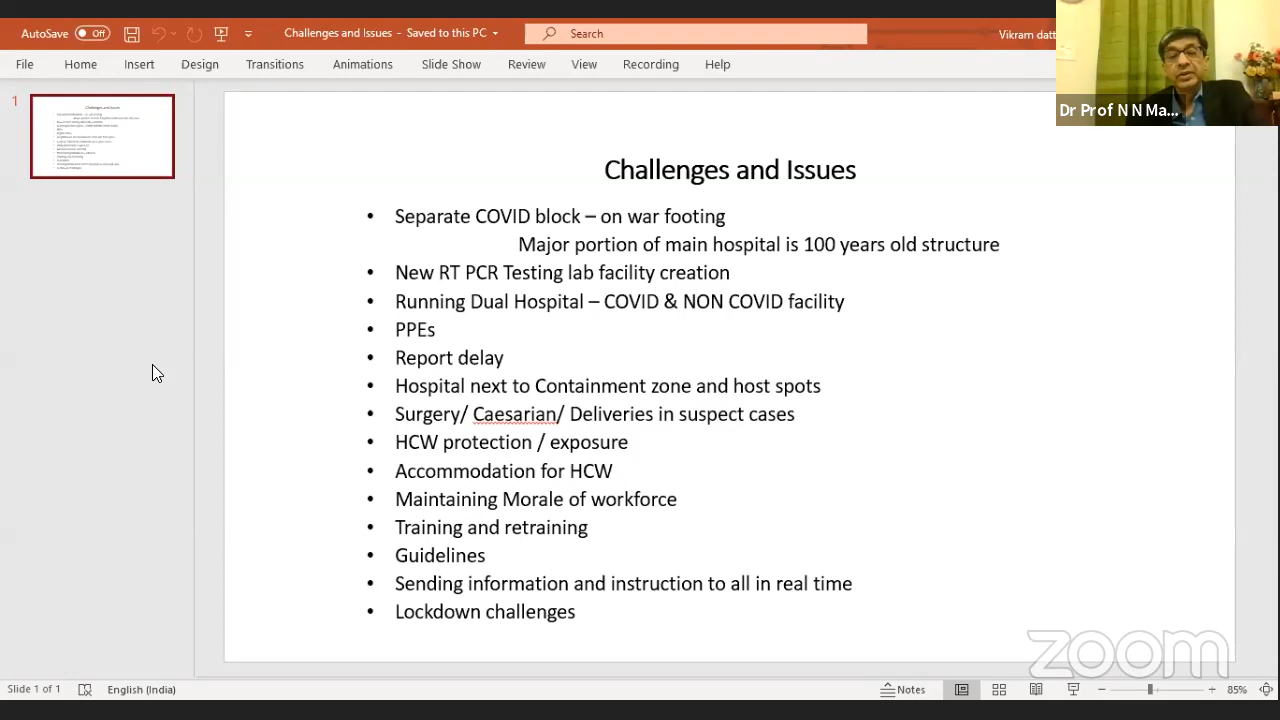 AutoSave Off Challenges and Issues - Saved to this PC Search Vikram datt
File Home Insert Design Transitions Animations Slide Show Review View Recording Help
Dr Prof N N Ma...
1
Challenges and Issues
• Separate COVID block – on war footing
Major portion of main hospital is 100 years old structure
• New RT PCR Testing lab facility creation
• Running Dual Hospital – COVID & NON COVID facility
• PPEs
• Report delay
• Hospital next to Containment zone and host spots
• Surgery/ Caesarian/ Deliveries in suspect cases
• HCW protection / exposure
• Accommodation for HCW
• Maintaining Morale of workforce
• Training and retraining
• Guidelines
• Sending information and instruction to all in real time
• Lockdown challenges
zoom
Slide 1 of 1 English (India) Notes 85%